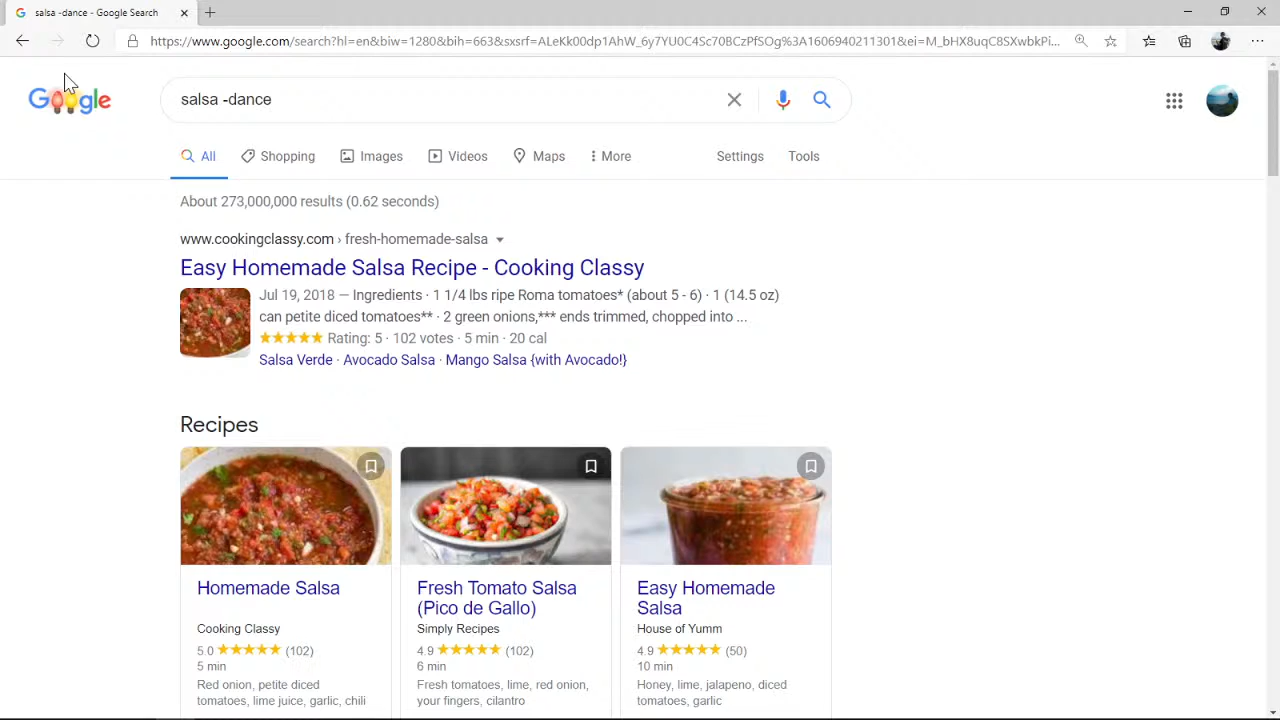 salsa -dance - Google Search
https://www.google.com/search?hl=en&biw=1280&bih=663&sxsrf=ALeKk00dp1AhW_6y7YU0C4Sc70BCzPfSOg%3A1606940211301&ei=M_bHX8uqC8SXwbkPi...
Google
salsa -dance
All
Shopping
Images
Videos
Maps
More
Settings
Tools
About 273,000,000 results (0.62 seconds)
www.cookingclassy.com › fresh-homemade-salsa
Easy Homemade Salsa Recipe - Cooking Classy
Jul 19, 2018 — Ingredients · 1 1/4 lbs ripe Roma tomatoes* (about 5 - 6) · 1 (14.5 oz)
can petite diced tomatoes** · 2 green onions,*** ends trimmed, chopped into ...
Rating: 5 · 102 votes · 5 min · 20 cal
Salsa Verde · Avocado Salsa · Mango Salsa {with Avocado!}
Recipes
Homemade Salsa
Cooking Classy
5.0 ★★★★★ (102)
5 min
Red onion, petite diced
tomatoes, lime juice, garlic, chili
Fresh Tomato Salsa
(Pico de Gallo)
Simply Recipes
4.9 ★★★★★ (102)
6 min
Fresh tomatoes, lime, red onion,
your fingers, cilantro
Easy Homemade
Salsa
House of Yumm
4.9 ★★★★★ (50)
10 min
Honey, lime, jalapeno, diced
tomatoes, garlic